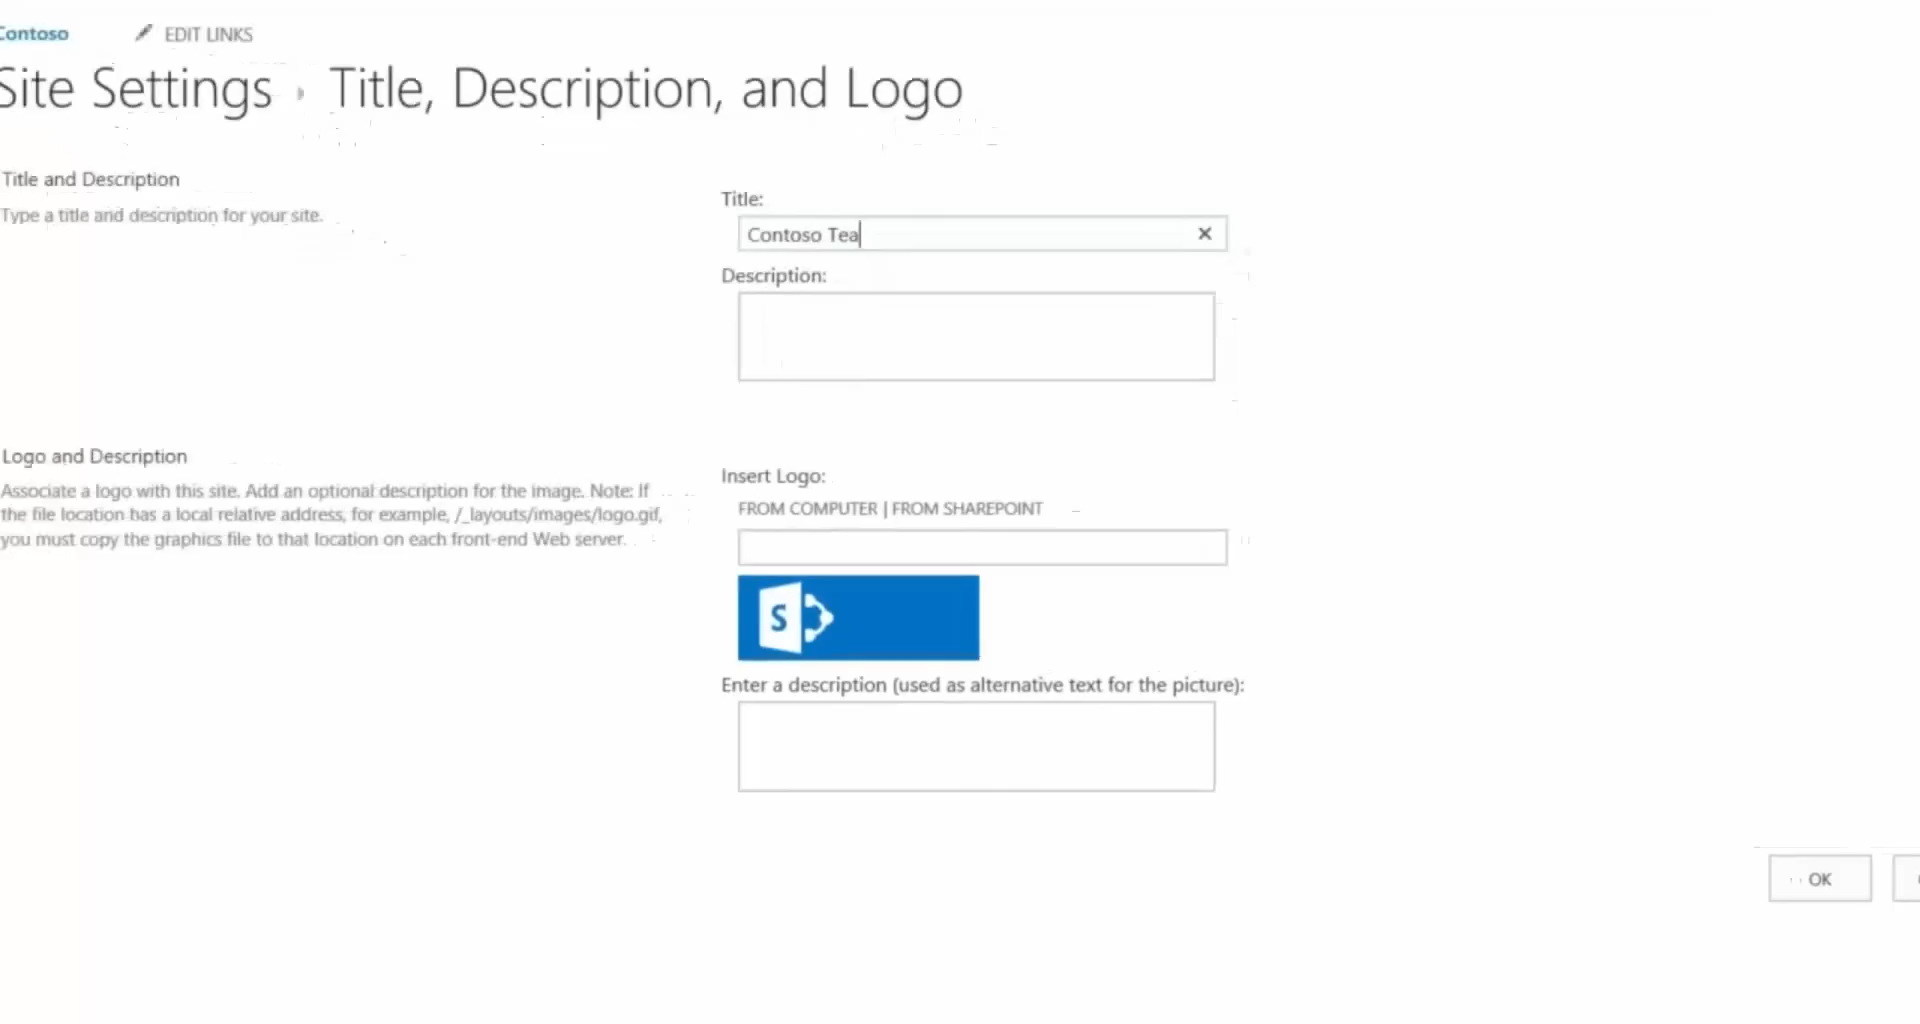 Contoso EDIT LINKS
Site Settings › Title, Description, and Logo
Title and Description
Type a title and description for your site.
Title:
Contoso Tea
Description:
Logo and Description
Associate a logo with this site. Add an optional description for the image. Note: If
the file location has a local relative address, for example, /_layouts/images/logo.gif,
you must copy the graphics file to that location on each front-end Web server.
Insert Logo:
FROM COMPUTER | FROM SHAREPOINT
S
Enter a description (used as alternative text for the picture):
OK